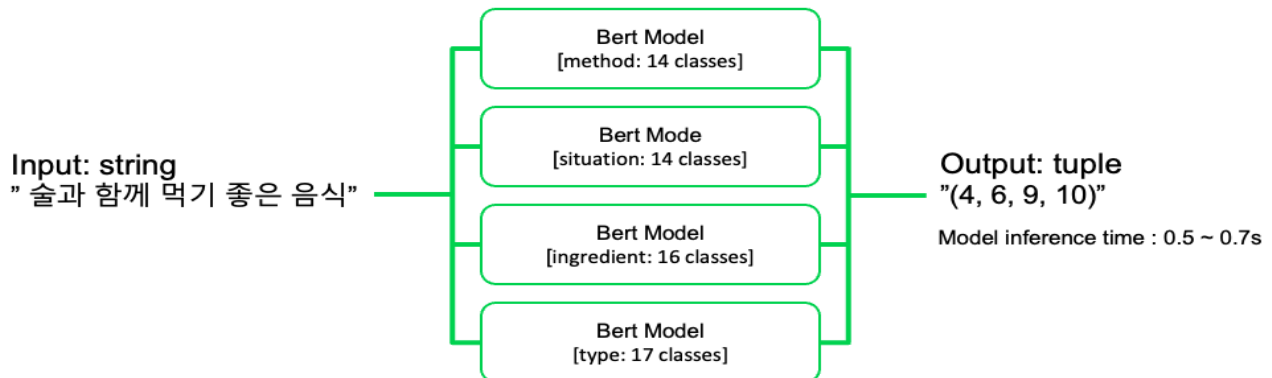 Bert Model
[method: 14 classes]
Bert Mode
[situation: 14 classes]
Input: string
” 술과 함께 먹기 좋은 음식”
Output: tuple
”(4, 6, 9, 10)”
Model inference time : 0.5 ~ 0.7s
Bert Model
[ingredient: 16 classes]
Bert Model
[type: 17 classes]